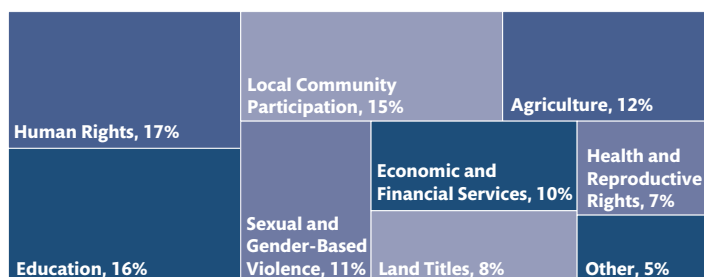 Human Rights, 17%
Education, 16%
Local Community
Participation, 15%
Agriculture, 12%
Sexual and
Gender-Based
Violence, 11%
Economic and
Financial Services, 10%
Land Titles, 8%
Health and
Reproductive
Rights, 7%
Other, 5%